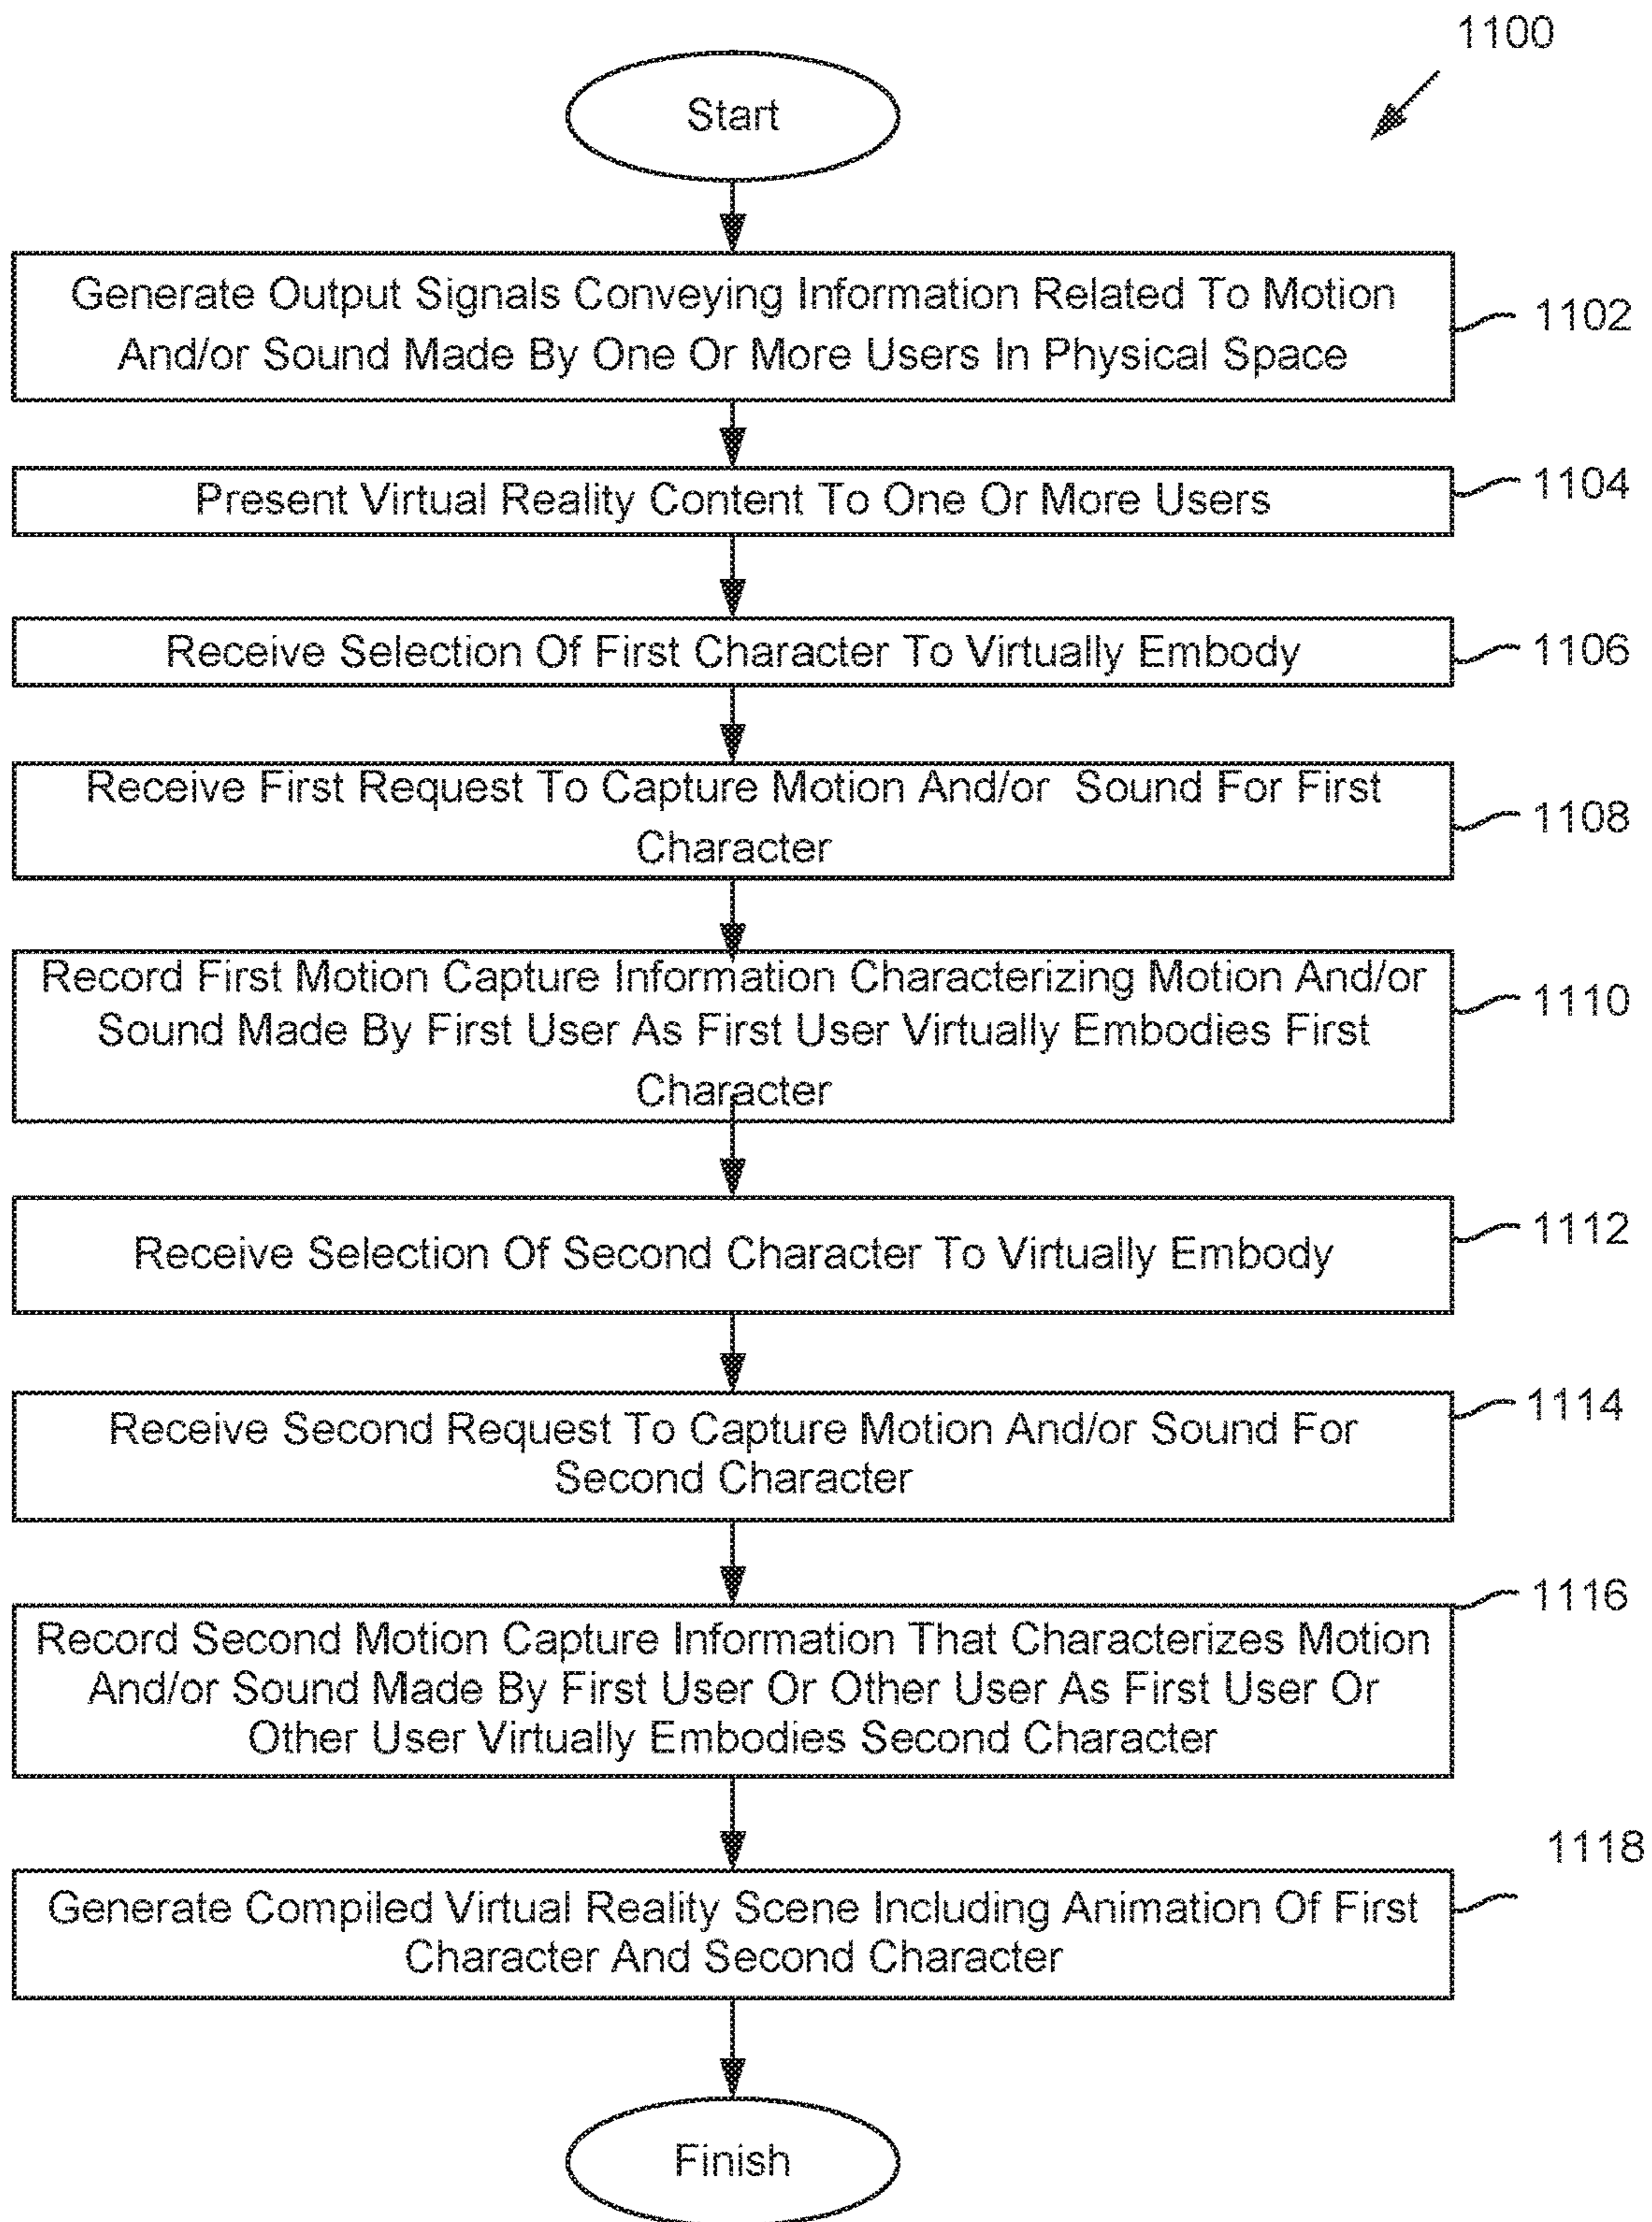 1100
Start
Generate Output Signals Conveying Information Related To Motion
And/or Sound Made By One Or More Users In Physical Space
1102
Present Virtual Reality Content To One Or More Users
1104
Receive Selection Of First Character To Virtually Embody
1106
Receive First Request To Capture Motion And/or Sound For First
Character
1108
Record First Motion Capture Information Characterizing Motion And/or
Sound Made By First User As First User Virtually Embodies First
Character
1110
Receive Selection Of Second Character To Virtually Embody
1112
Receive Second Request To Capture Motion And/or Sound For
Second Character
1114
Record Second Motion Capture Information That Characterizes Motion
And/or Sound Made By First User Or Other User As First User Or
Other User Virtually Embodies Second Character
1116
Generate Compiled Virtual Reality Scene Including Animation Of First
Character And Second Character
1118
Finish